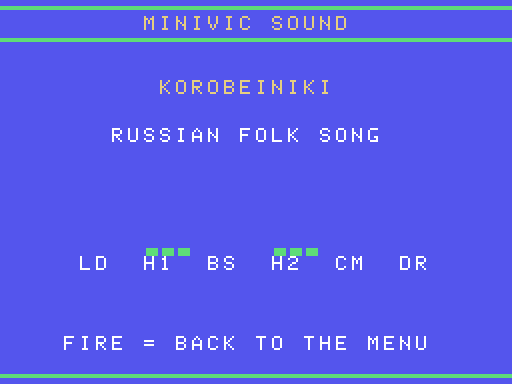 MINIVIC SOUND
KOROBEINIKI
RUSSIAN FOLK SONG
LD H1 BS H2 CM DR
FIRE = BACK TO THE MENU